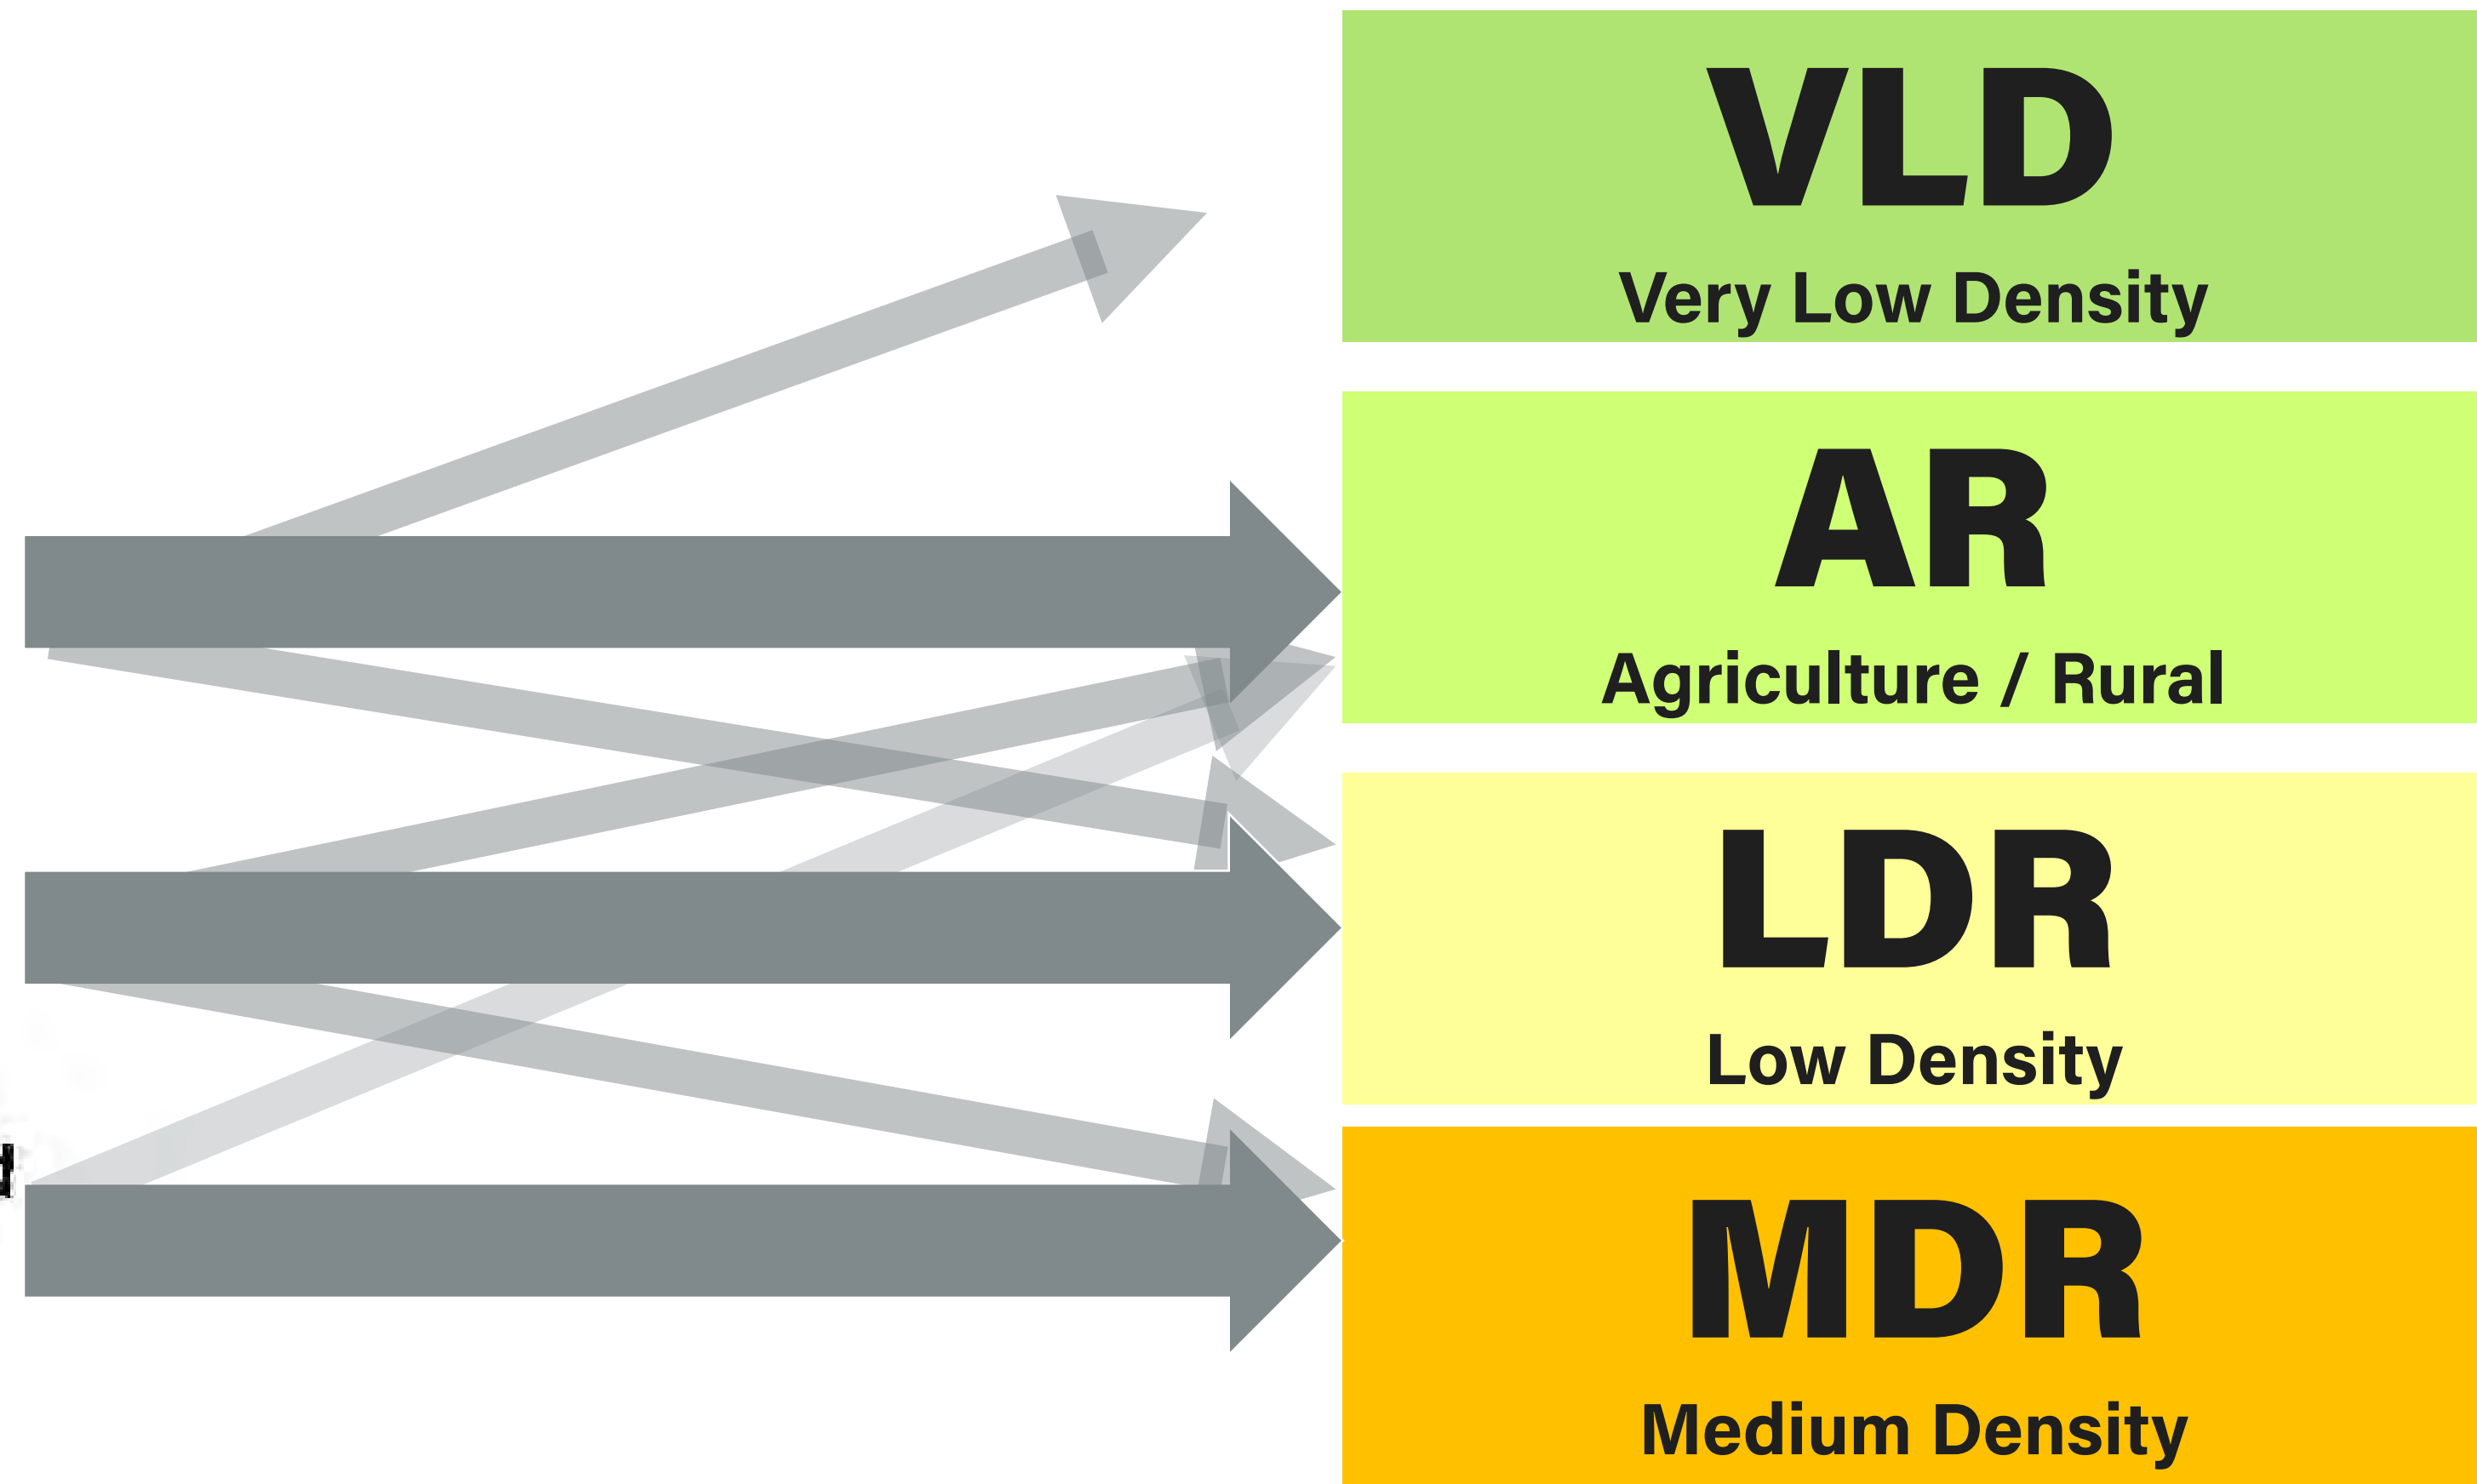 VLD
Very Low Density
AR
Agriculture / Rural
LDR
Low Density
MDR
Medium Density